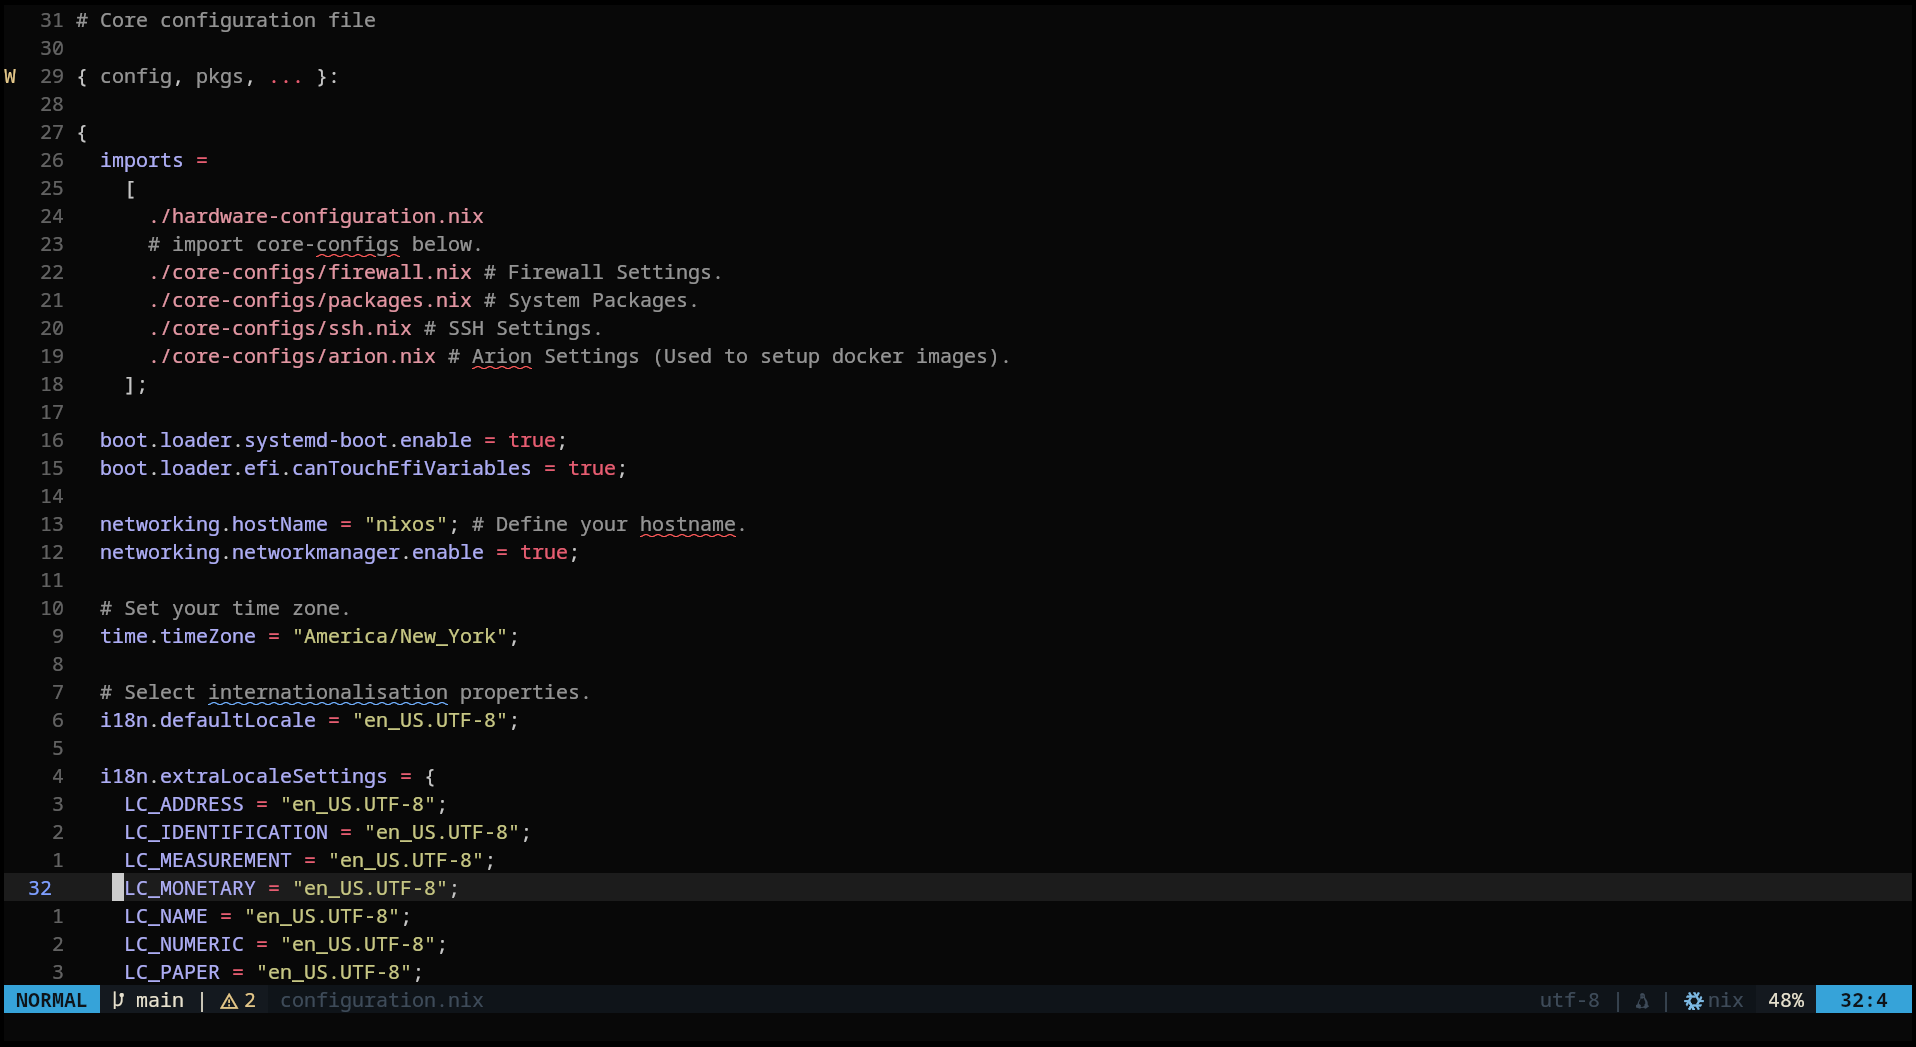 31 # Core configuration file
30
W 29 { config, pkgs, ... }:
28
27 {
26   imports =
25     [
24       ./hardware-configuration.nix
23       # import core-configs below.
22       ./core-configs/firewall.nix # Firewall Settings.
21       ./core-configs/packages.nix # System Packages.
20       ./core-configs/ssh.nix # SSH Settings.
19       ./core-configs/arion.nix # Arion Settings (Used to setup docker images).
18     ];
17
16   boot.loader.systemd-boot.enable = true;
15   boot.loader.efi.canTouchEfiVariables = true;
14
13   networking.hostName = "nixos"; # Define your hostname.
12   networking.networkmanager.enable = true;
11
10   # Set your time zone.
9   time.timeZone = "America/New_York";
8
7   # Select internationalisation properties.
6   i18n.defaultLocale = "en_US.UTF-8";
5
4   i18n.extraLocaleSettings = {
3     LC_ADDRESS = "en_US.UTF-8";
2     LC_IDENTIFICATION = "en_US.UTF-8";
1     LC_MEASUREMENT = "en_US.UTF-8";
32     LC_MONETARY = "en_US.UTF-8";
1     LC_NAME = "en_US.UTF-8";
2     LC_NUMERIC = "en_US.UTF-8";
3     LC_PAPER = "en_US.UTF-8";
NORMAL main | 2 configuration.nix utf-8 | | nix 48% 32:4